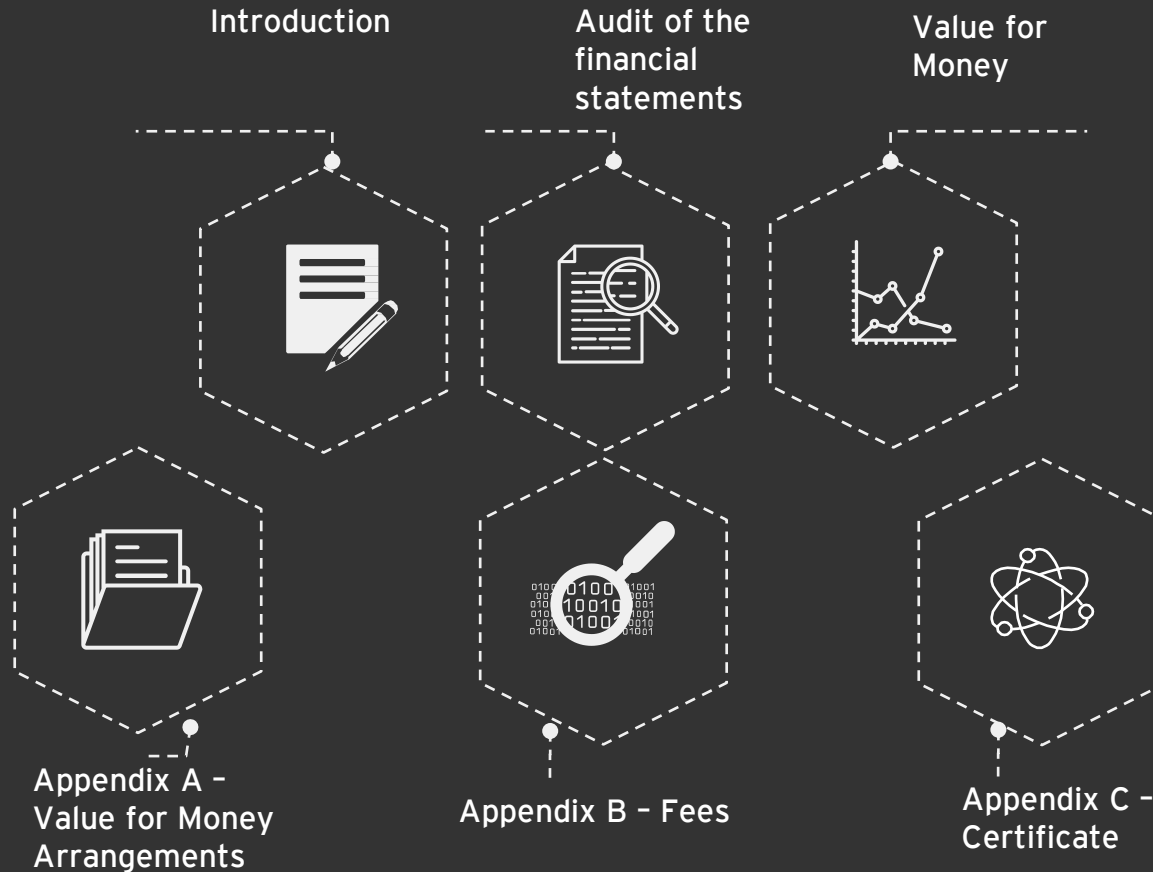 Introduction
Audit of the
financial
statements
Value for
Money
Appendix A –
Value for Money
Arrangements
Appendix B – Fees
Appendix C –
Certificate